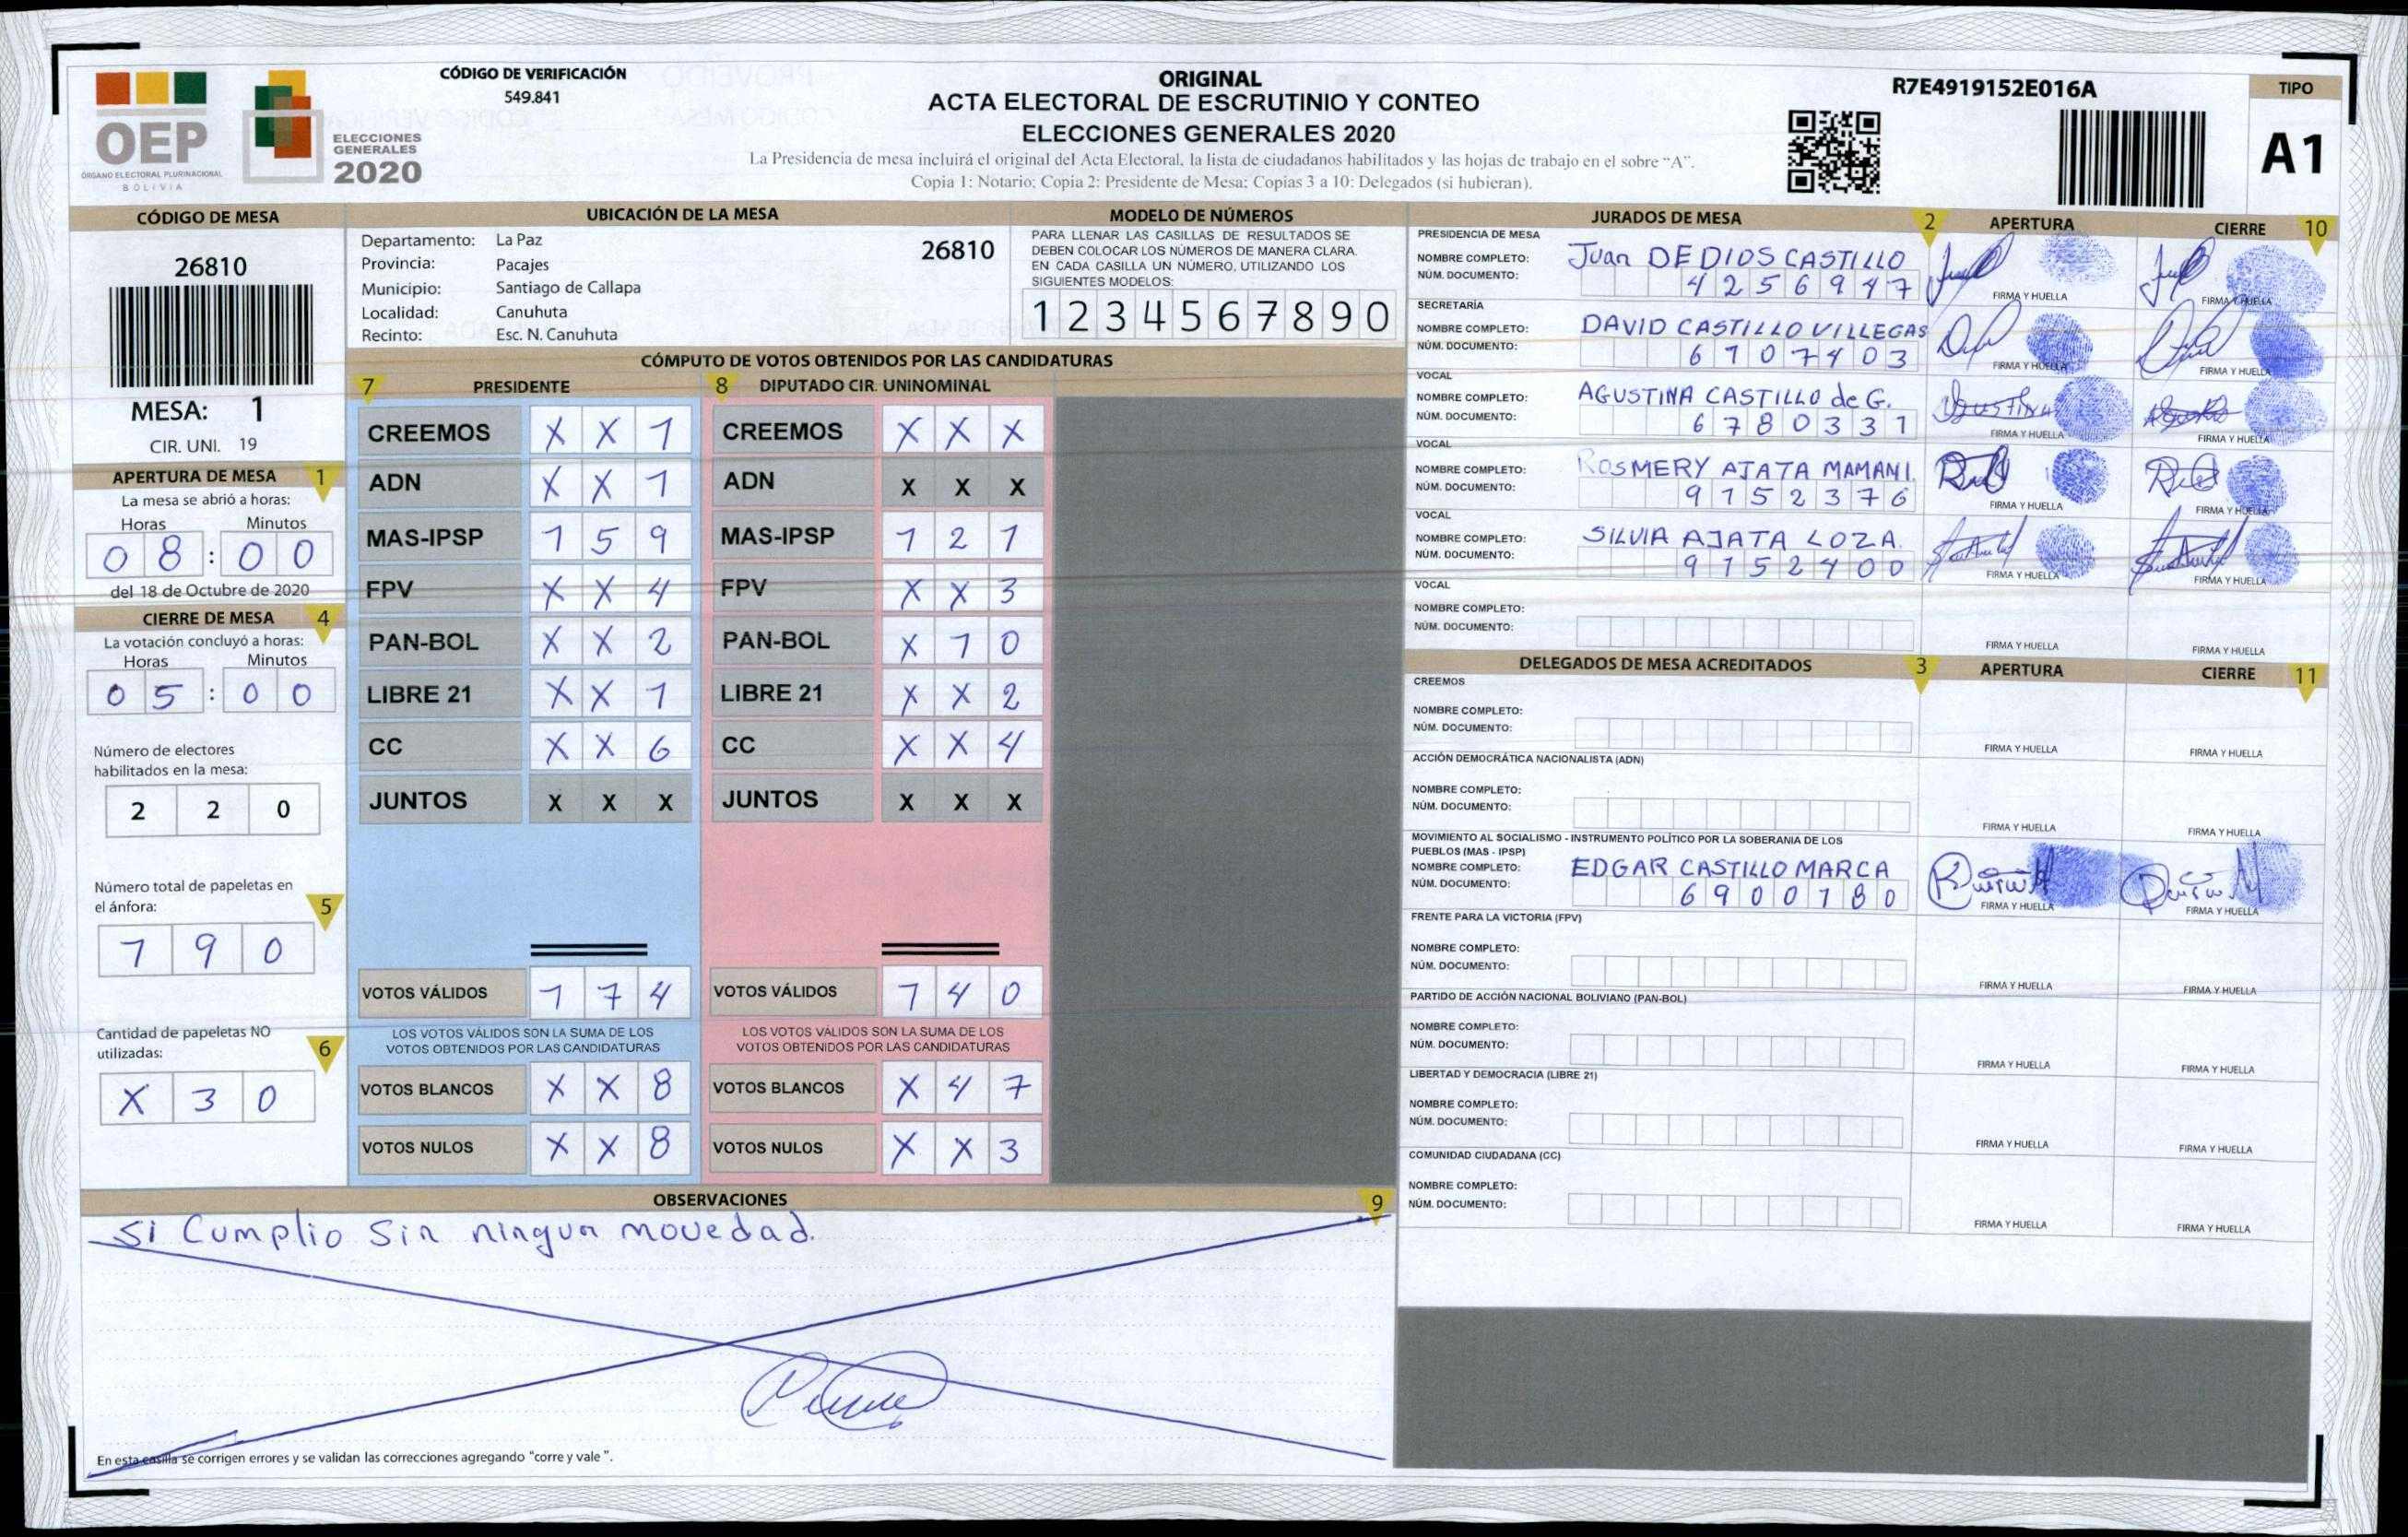 CÓDIGO DE VERIFICACIÓN
549.841
OEP
ÓRGANO ELECTORAL PLURINACIONAL
BOLIVIA
ELECCIONES
GENERALES
2020
ORIGINAL
ACTA ELECTORAL DE ESCRUTINIO Y CONTEO
ELECCIONES GENERALES 2020
La Presidencia de mesa incluirá el original del Acta Electoral, la lista de ciudadanos habilitados y las hojas de trabajo en el sobre “A”.
Copia 1: Notario; Copia 2: Presidente de Mesa; Copias 3 a 10: Delegados (si hubieran).
R7E4919152E016A
TIPO
A1
CÓDIGO DE MESA
26810
MESA: 1
CIR. UNI. 19
APERTURA DE MESA 1
La mesa se abrió a horas:
Horas Minutos
0 8 : 0 0
del 18 de Octubre de 2020
CIERRE DE MESA 4
La votación concluyó a horas:
Horas Minutos
0 5 : 0 0
Número de electores
habilitados en la mesa:
2 2 0
Número total de papeletas en
el ánfora: 5
1 9 0
Cantidad de papeletas NO
utilizadas: 6
X 3 0
UBICACIÓN DE LA MESA
Departamento: La Paz 26810
Provincia: Pacajes
Municipio: Santiago de Callapa
Localidad: Canuhuta
Recinto: Esc. N. Canuhuta
MODELO DE NÚMEROS
PARA LLENAR LAS CASILLAS DE RESULTADOS SE
DEBEN COLOCAR LOS NÚMEROS DE MANERA CLARA.
EN CADA CASILLA UN NÚMERO, UTILIZANDO LOS
SIGUIENTES MODELOS:
1 2 3 4 5 6 7 8 9 0
CÓMPUTO DE VOTOS OBTENIDOS POR LAS CANDIDATURAS
7 PRESIDENTE 8 DIPUTADO CIR. UNINOMINAL
CREEMOS X X 1 CREEMOS X X X
ADN X X 1 ADN X X X
MAS-IPSP 1 5 9 MAS-IPSP 1 2 1
FPV X X 4 FPV X X 3
PAN-BOL X X 2 PAN-BOL X 1 0
LIBRE 21 X X 1 LIBRE 21 X X 2
CC X X 6 CC X X 4
JUNTOS X X X JUNTOS X X X
VOTOS VÁLIDOS 1 7 4 VOTOS VÁLIDOS 1 4 0
LOS VOTOS VÁLIDOS SON LA SUMA DE LOS LOS VOTOS VÁLIDOS SON LA SUMA DE LOS
VOTOS OBTENIDOS POR LAS CANDIDATURAS VOTOS OBTENIDOS POR LAS CANDIDATURAS
VOTOS BLANCOS X X 8 VOTOS BLANCOS X 4 7
VOTOS NULOS X X 8 VOTOS NULOS X X 3
OBSERVACIONES 9
Si Cumplio Sin ningun movedad.
En esta casilla se corrigen errores y se validan las correcciones agregando “corre y vale ”.
JURADOS DE MESA 2 APERTURA CIERRE 10
PRESIDENCIA DE MESA
NOMBRE COMPLETO: Juan DE DIOS CASTILLO
NÚM. DOCUMENTO: 4 2 5 6 9 4 7
FIRMA Y HUELLA FIRMA Y HUELLA
SECRETARÍA
NOMBRE COMPLETO: DAVID CASTILLO VILLEGAS
NÚM. DOCUMENTO: 6 1 0 7 4 0 3
FIRMA Y HUELLA FIRMA Y HUELLA
VOCAL
NOMBRE COMPLETO: AGUSTINA CASTILLO de G.
NÚM. DOCUMENTO: 6 7 8 0 3 3 1
FIRMA Y HUELLA FIRMA Y HUELLA
VOCAL
NOMBRE COMPLETO: ROSMERY AJATA MAMANI.
NÚM. DOCUMENTO: 9 1 5 2 3 7 6
FIRMA Y HUELLA FIRMA Y HUELLA
VOCAL
NOMBRE COMPLETO: SILVIA AJATA LOZA.
NÚM. DOCUMENTO: 9 1 5 2 4 0 0
FIRMA Y HUELLA FIRMA Y HUELLA
VOCAL
NOMBRE COMPLETO:
NÚM. DOCUMENTO:
FIRMA Y HUELLA FIRMA Y HUELLA
DELEGADOS DE MESA ACREDITADOS 3 APERTURA CIERRE 11
CREEMOS
NOMBRE COMPLETO:
NÚM. DOCUMENTO:
FIRMA Y HUELLA FIRMA Y HUELLA
ACCIÓN DEMOCRÁTICA NACIONALISTA (ADN)
NOMBRE COMPLETO:
NÚM. DOCUMENTO:
FIRMA Y HUELLA FIRMA Y HUELLA
MOVIMIENTO AL SOCIALISMO - INSTRUMENTO POLÍTICO POR LA SOBERANIA DE LOS
PUEBLOS (MAS - IPSP)
NOMBRE COMPLETO: EDGAR CASTILLO MARCA
NÚM. DOCUMENTO: 6 9 0 0 1 8 0
FIRMA Y HUELLA FIRMA Y HUELLA
FRENTE PARA LA VICTORIA (FPV)
NOMBRE COMPLETO:
NÚM. DOCUMENTO:
FIRMA Y HUELLA FIRMA Y HUELLA
PARTIDO DE ACCIÓN NACIONAL BOLIVIANO (PAN-BOL)
NOMBRE COMPLETO:
NÚM. DOCUMENTO:
FIRMA Y HUELLA FIRMA Y HUELLA
LIBERTAD Y DEMOCRACIA (LIBRE 21)
NOMBRE COMPLETO:
NÚM. DOCUMENTO:
FIRMA Y HUELLA FIRMA Y HUELLA
COMUNIDAD CIUDADANA (CC)
NOMBRE COMPLETO:
NÚM. DOCUMENTO:
FIRMA Y HUELLA FIRMA Y HUELLA